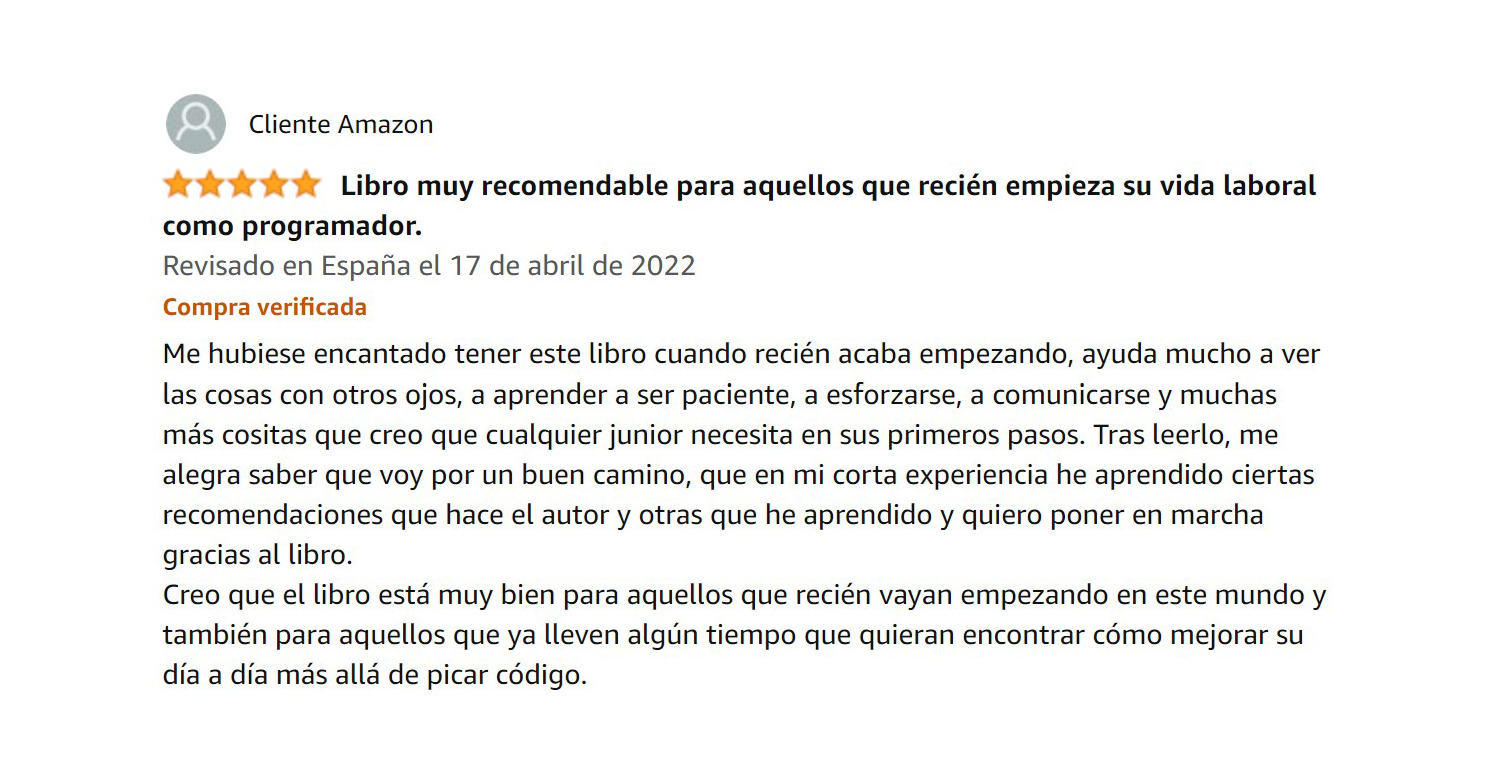 Cliente Amazon
Libro muy recomendable para aquellos que recién empieza su vida laboral
como programador.
Revisado en España el 17 de abril de 2022
Compra verificada
Me hubiese encantado tener este libro cuando recién acaba empezando, ayuda mucho a ver
las cosas con otros ojos, a aprender a ser paciente, a esforzarse, a comunicarse y muchas
más cositas que creo que cualquier junior necesita en sus primeros pasos. Tras leerlo, me
alegra saber que voy por un buen camino, que en mi corta experiencia he aprendido ciertas
recomendaciones que hace el autor y otras que he aprendido y quiero poner en marcha
gracias al libro.
Creo que el libro está muy bien para aquellos que recién vayan empezando en este mundo y
también para aquellos que ya lleven algún tiempo que quieran encontrar cómo mejorar su
día a día más allá de picar código.